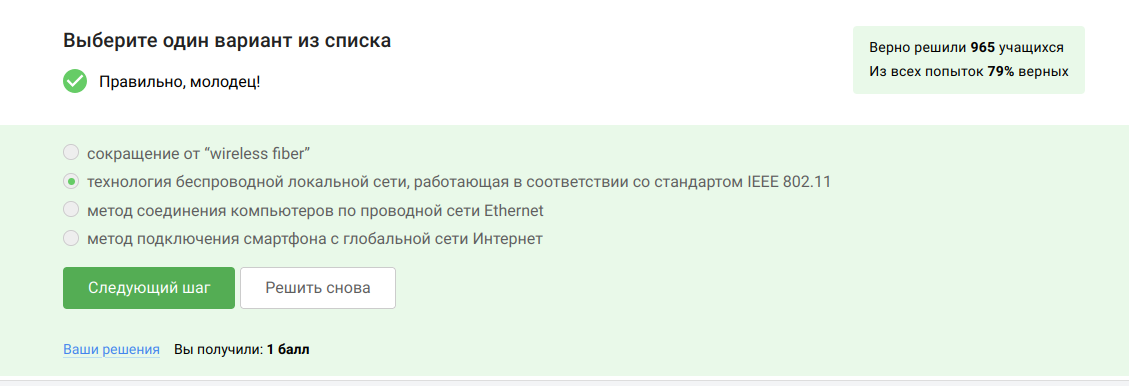 Выберите один вариант из списка
Правильно, молодец!
Верно решили 965 учащихся
Из всех попыток 79% верных
сокращение от “wireless fiber”
технология беспроводной локальной сети, работающая в соответствии со стандартом IEEE 802.11
метод соединения компьютеров по проводной сети Ethernet
метод подключения смартфона с глобальной сети Интернет
Следующий шаг
Решить снова
Ваши решения
Вы получили: 1 балл